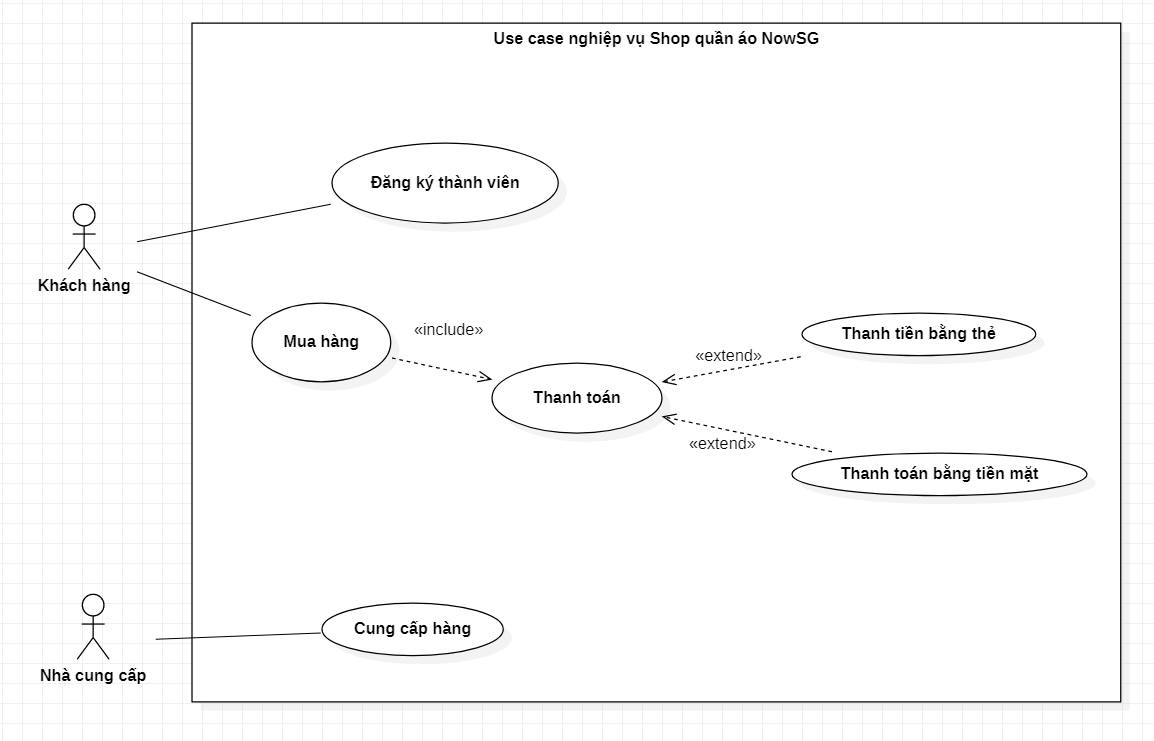 Use case nghiệp vụ Shop quần áo NowSG
Đăng ký thành viên
Khách hàng
Mua hàng
«include»
Thanh toán
«extend»
Thanh tiền bằng thẻ
«extend»
Thanh toán bằng tiền mặt
Cung cấp hàng
Nhà cung cấp